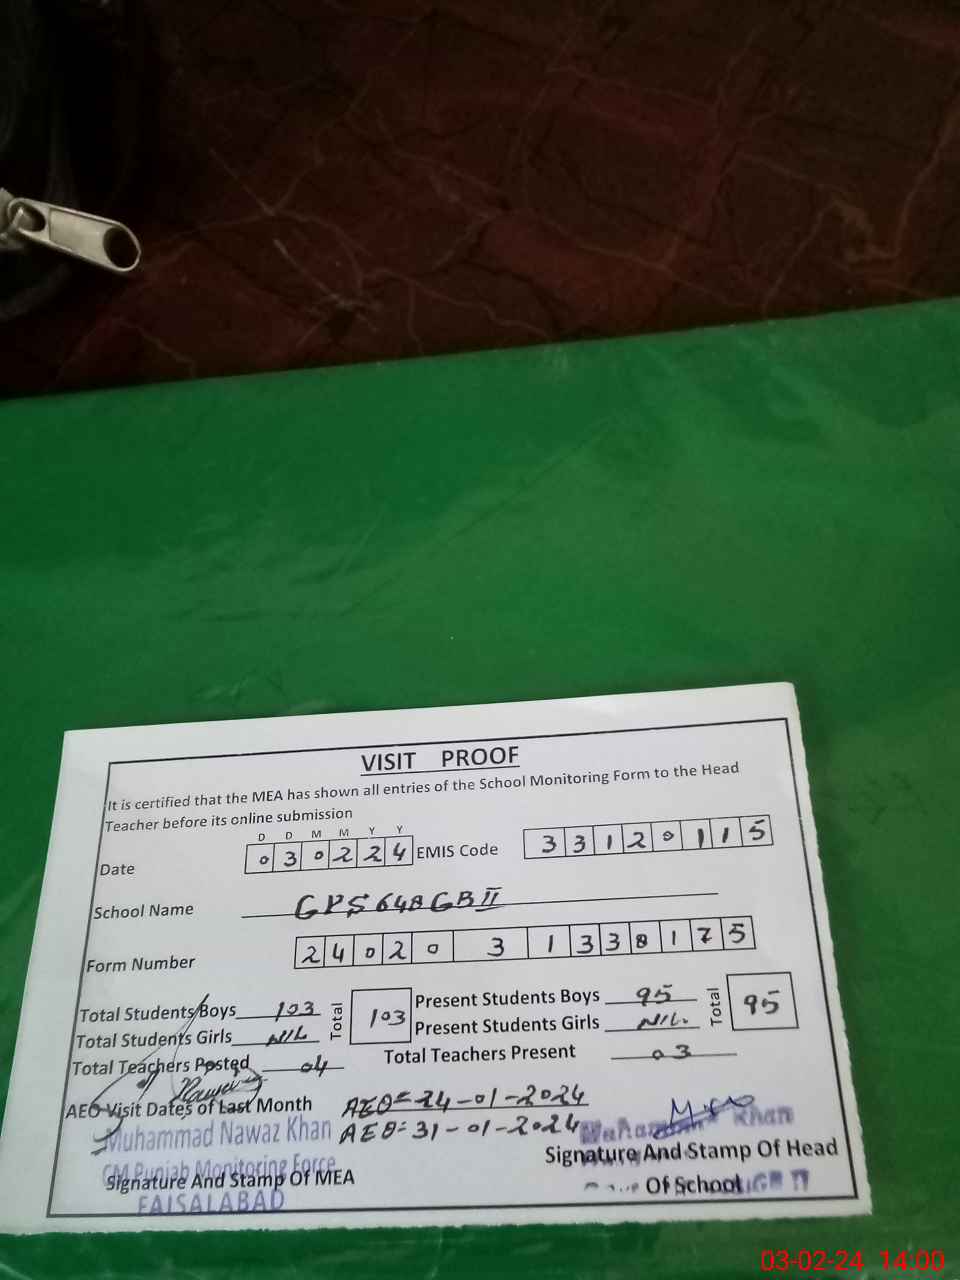 VISIT PROOF
It is certified that the MEA has shown all entries of the School Monitoring Form to the Head
Teacher before its online submission
D D M M Y Y
Date 0 3 0 2 2 4 EMIS Code 3 3 1 2 0 1 1 5
School Name GPS 648 GB II
Form Number 2 4 0 2 0 3 1 3 3 8 1 7 5
Total Students Boys 103 Total 103 Present Students Boys 95 Total 95
Total Students Girls NIL Present Students Girls NIL.
Total Teachers Posted 04 Total Teachers Present 03
AEO Visit Dates of Last Month AEO = 24-01-2024
AEO = 31-01-2024
Muhammad Nawaz Khan
CM Punjab Monitoring Force
FAISALABAD
Signature And Stamp Of MEA
Khan
Signature And Stamp Of Head
Of School
03-02-24 14:00